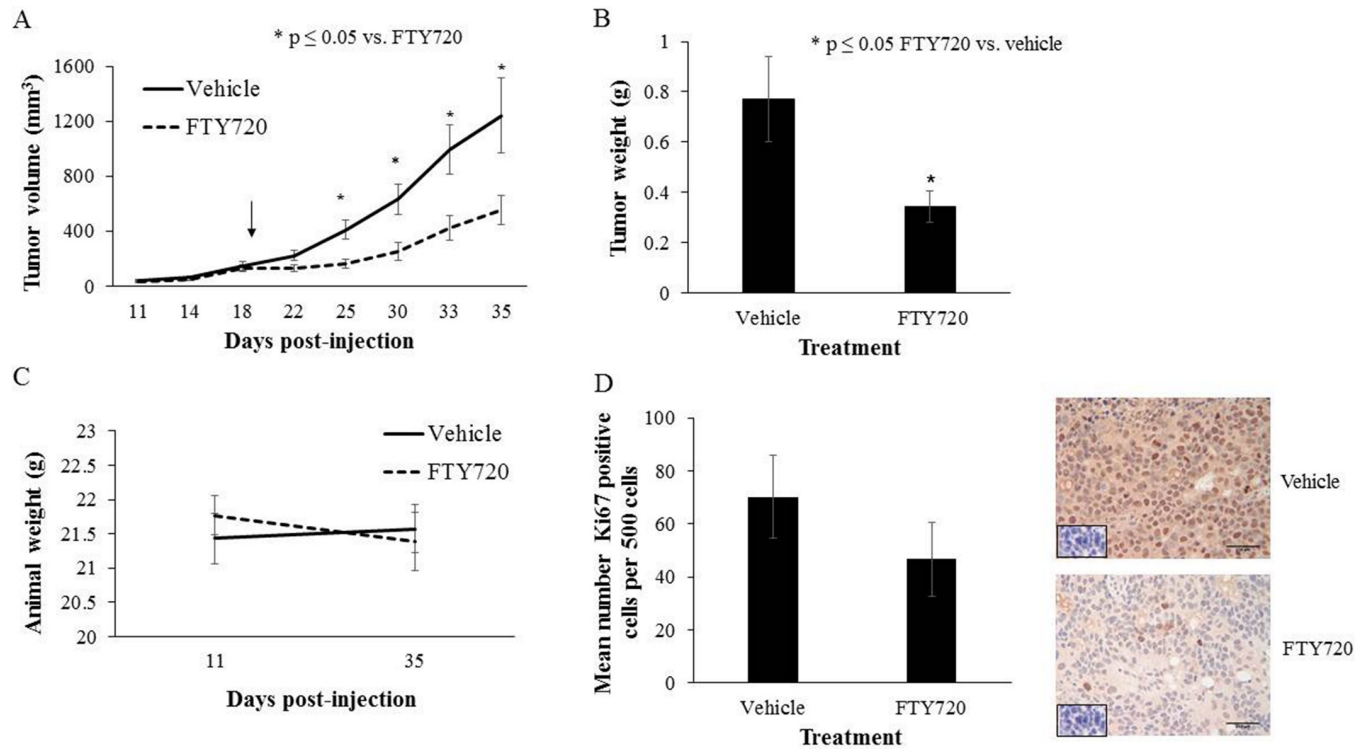 A
* p ≤ 0.05 vs. FTY720
Tumor volume (mm³)
1600
1200
800
400
0
Vehicle
FTY720
*
*
*
*
*
11 14 18 22 25 30 33 35
Days post-injection
B
* p ≤ 0.05 FTY720 vs. vehicle
Tumor weight (g)
1
0.8
0.6
0.4
0.2
0
*
Vehicle FTY720
Treatment
C
Animal weight (g)
23
22.5
22
21.5
21
20.5
20
Vehicle
FTY720
11 35
Days post-injection
D
Mean number Ki67 positive
cells per 500 cells
100
80
60
40
20
0
Vehicle FTY720
Treatment
Vehicle
FTY720